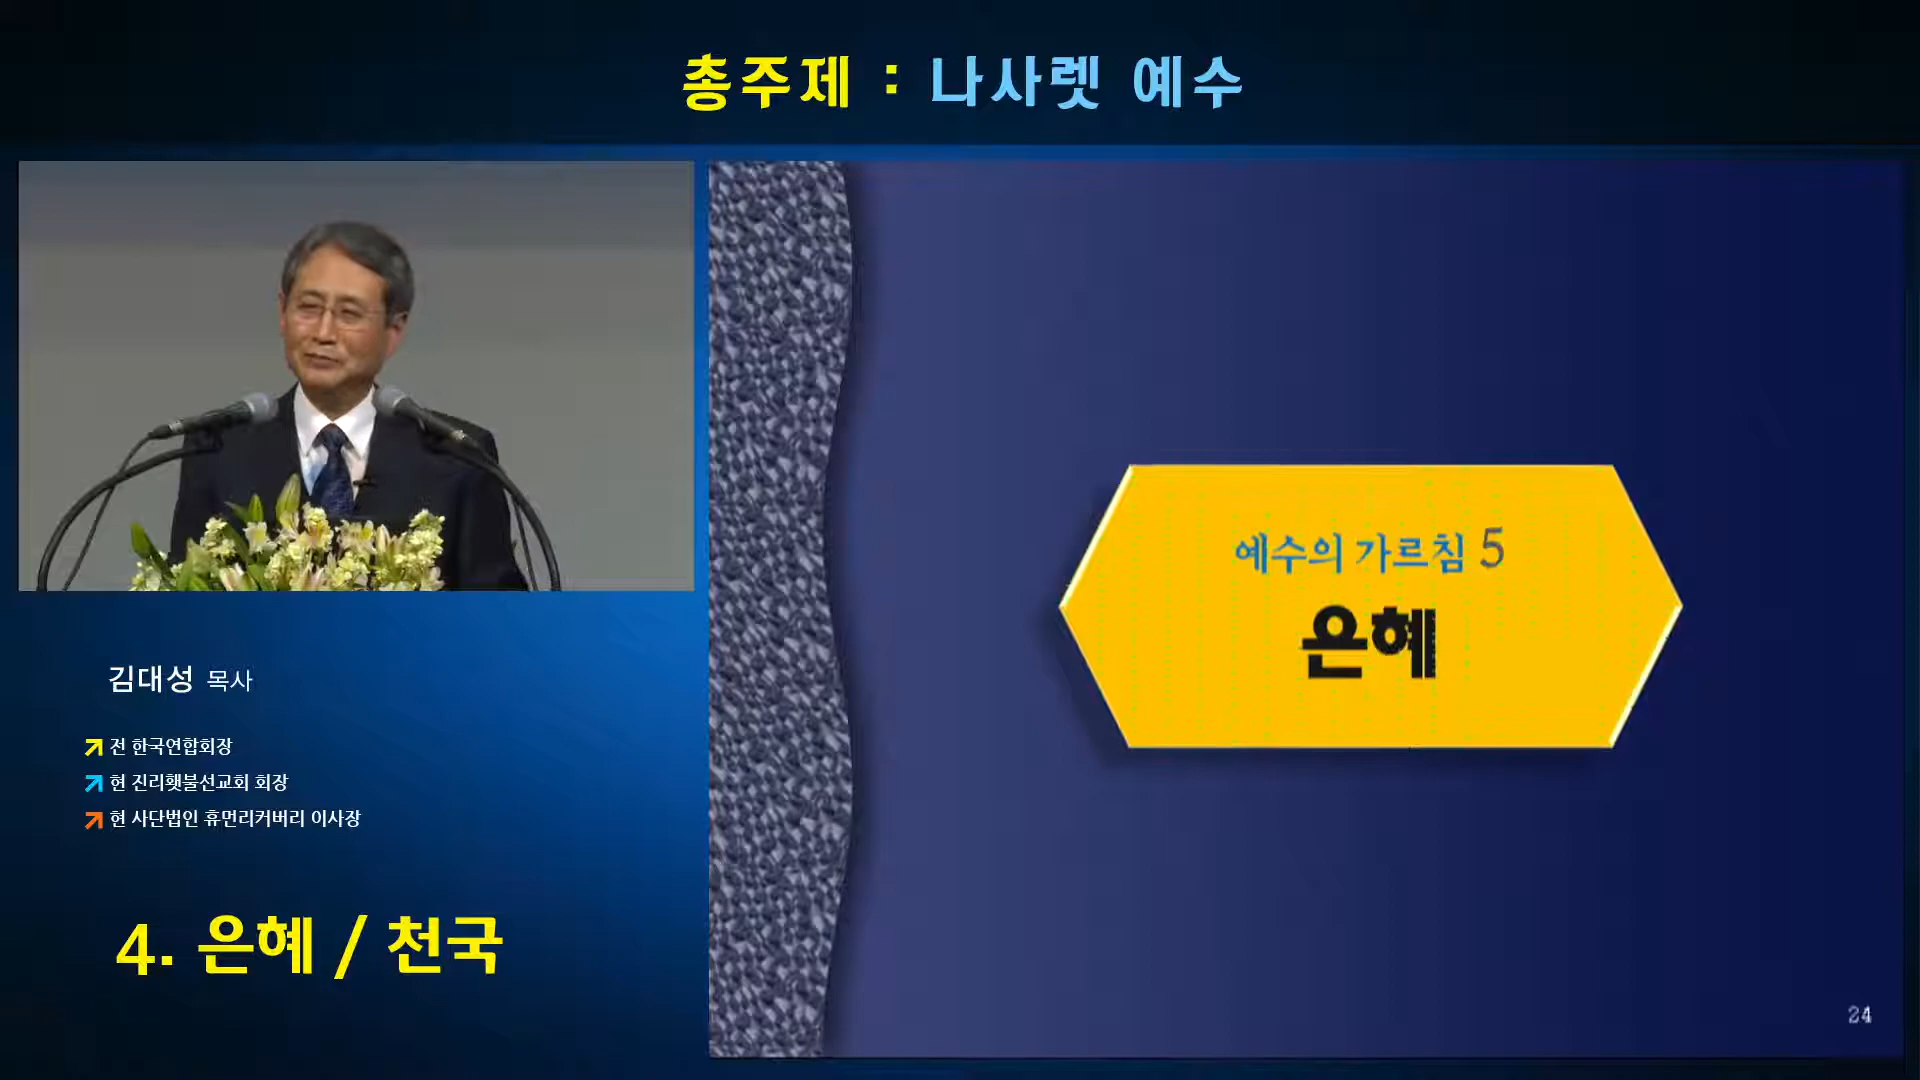 총주제 : 나사렛 예수
예수의 가르침 5
은혜
김대성 목사
전 한국연합회장
현 진리횃불선교회 회장
현 사단법인 휴먼리커버리 이사장
4. 은혜 / 천국
24